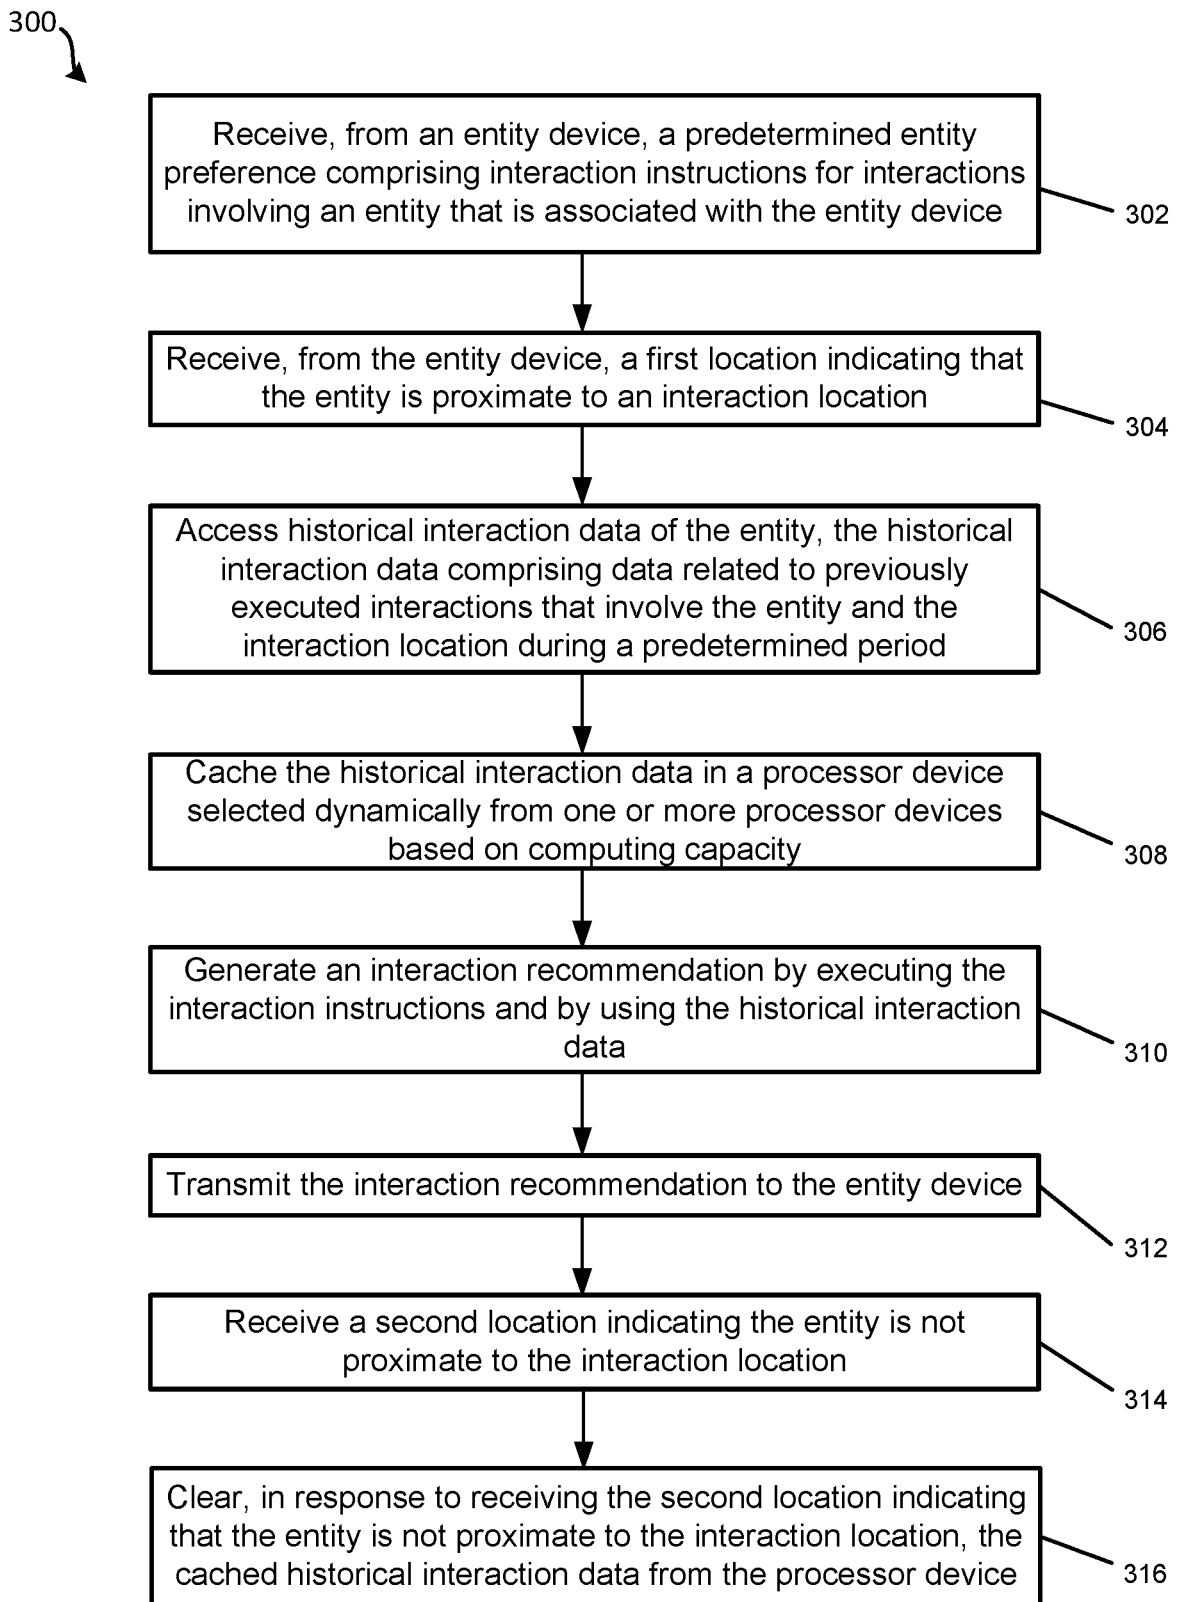 300
Receive, from an entity device, a predetermined entity
preference comprising interaction instructions for interactions
involving an entity that is associated with the entity device
302
Receive, from the entity device, a first location indicating that
the entity is proximate to an interaction location
304
Access historical interaction data of the entity, the historical
interaction data comprising data related to previously
executed interactions that involve the entity and the
interaction location during a predetermined period
306
Cache the historical interaction data in a processor device
selected dynamically from one or more processor devices
based on computing capacity
308
Generate an interaction recommendation by executing the
interaction instructions and by using the historical interaction
data
310
Transmit the interaction recommendation to the entity device
312
Receive a second location indicating the entity is not
proximate to the interaction location
314
Clear, in response to receiving the second location indicating
that the entity is not proximate to the interaction location, the
cached historical interaction data from the processor device
316